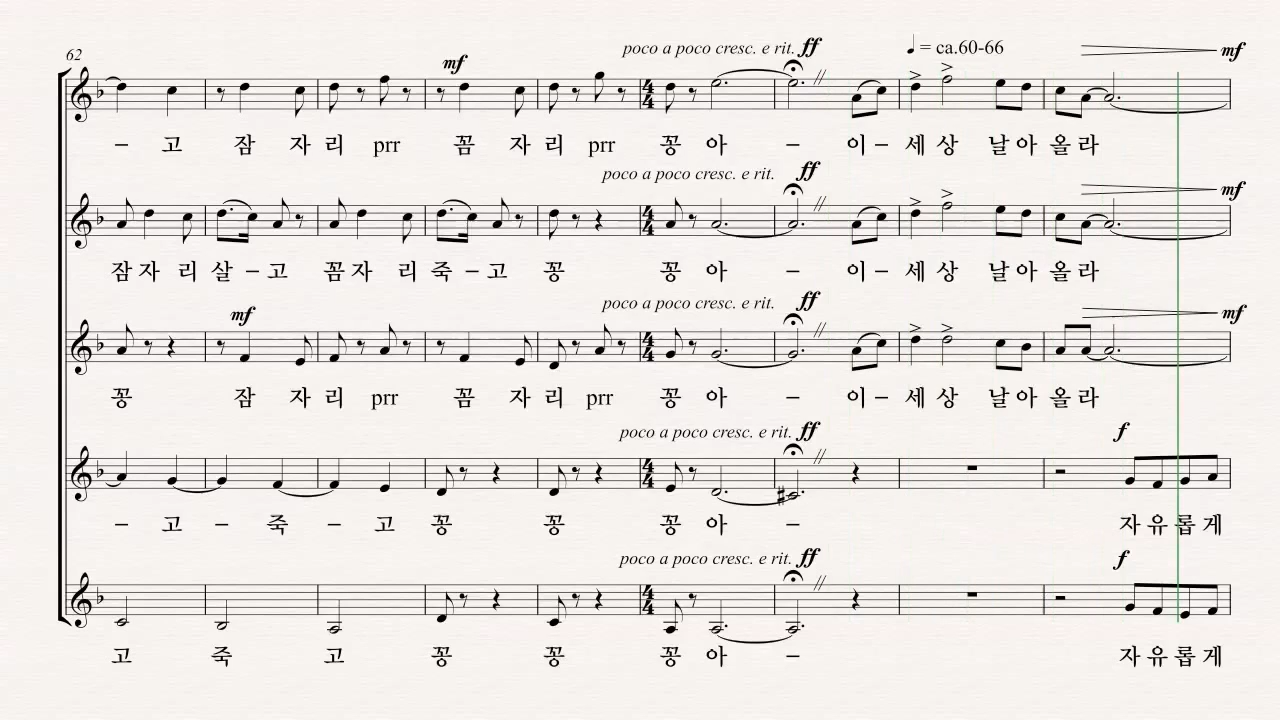 62
mf
poco a poco cresc. e rit. ff
♩ = ca.60-66
mf
– 고 잠 자 리 prr 꼼 자 리 prr 꽁 아 – 이 – 세 상 날 아 올 라
poco a poco cresc. e rit. ff
mf
잠 자 리 살 – 고 꼼 자 리 죽 – 고 꽁 꽁 아 – 이 – 세 상 날 아 올 라
mf
poco a poco cresc. e rit. ff
mf
꽁 잠 자 리 prr 꼼 자 리 prr 꽁 아 – 이 – 세 상 날 아 올 라
poco a poco cresc. e rit. ff
f
– 고 – 죽 – 고 꽁 꽁 꽁 아 – 자 유 롭 게
poco a poco cresc. e rit. ff
f
고 죽 고 꽁 꽁 꽁 아 – 자 유 롭 게